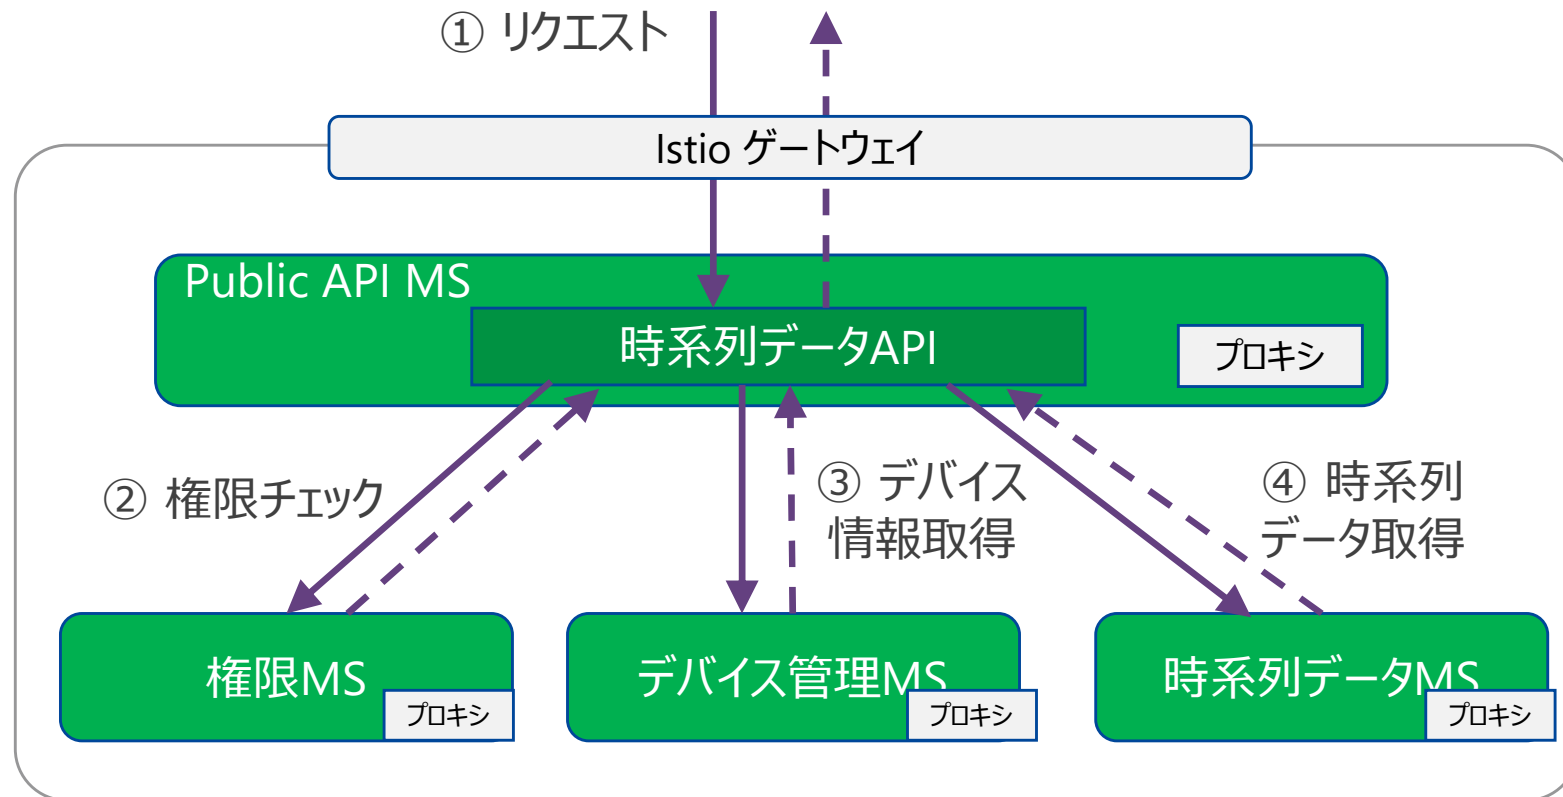 ① リクエスト
Istio ゲートウェイ
Public API MS
時系列データAPI
プロキシ
② 権限チェック
③ デバイス
情報取得
④ 時系列
データ取得
権限MS
プロキシ
デバイス管理MS
プロキシ
時系列データMS
プロキシ